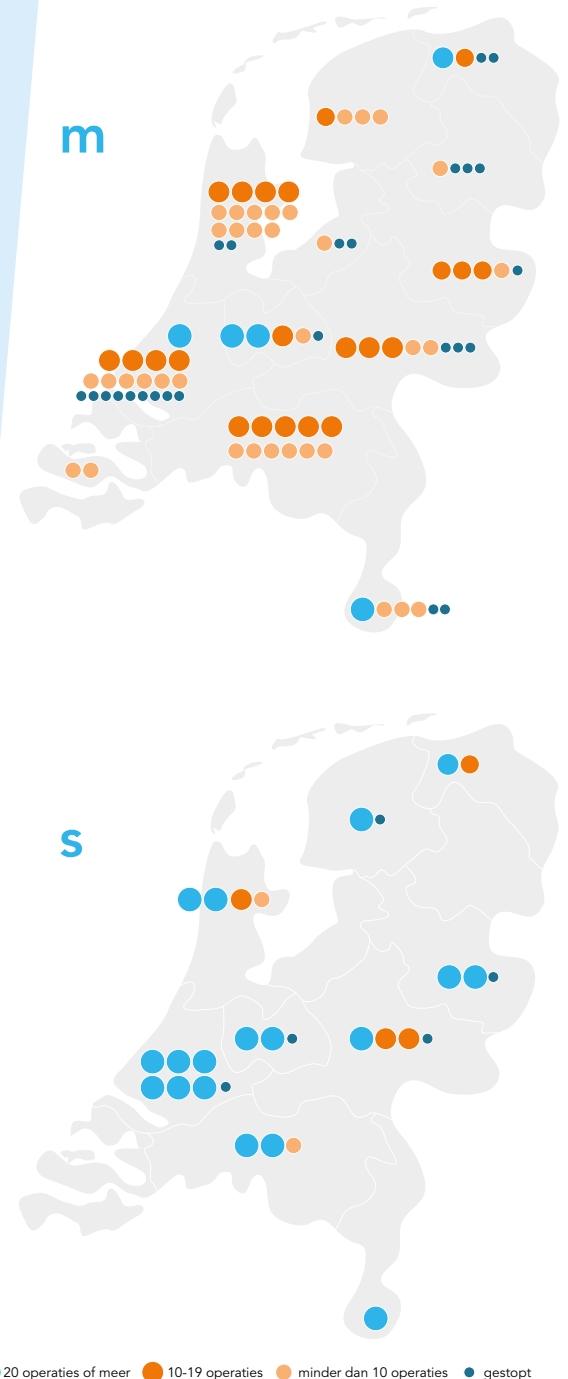 m
s
20 operaties of meer 10-19 operaties minder dan 10 operaties gestopt